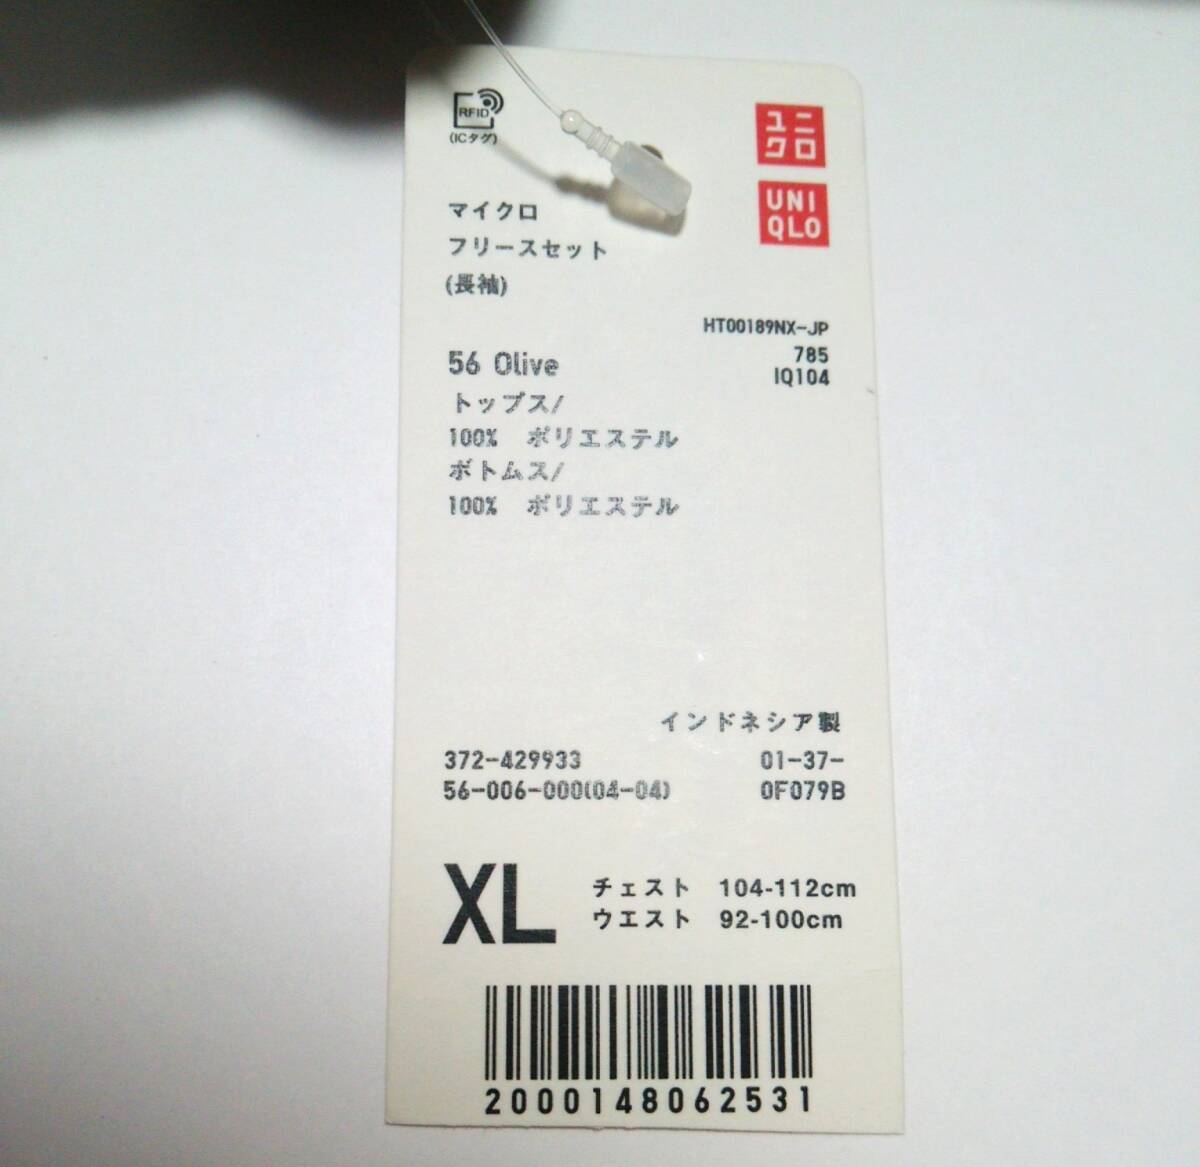 RFID
(ICタグ)
ユニ
クロ
UNI
QLO
マイクロ
フリースセット
(長袖)
HT00189NX-JP
785
IQ104
56 Olive
トップス/
100% ポリエステル
ボトムス/
100% ポリエステル
インドネシア製
372-429933 01-37-
56-006-000(04-04) 0F079B
XL
チェスト 104-112cm
ウエスト 92-100cm
2000148062531